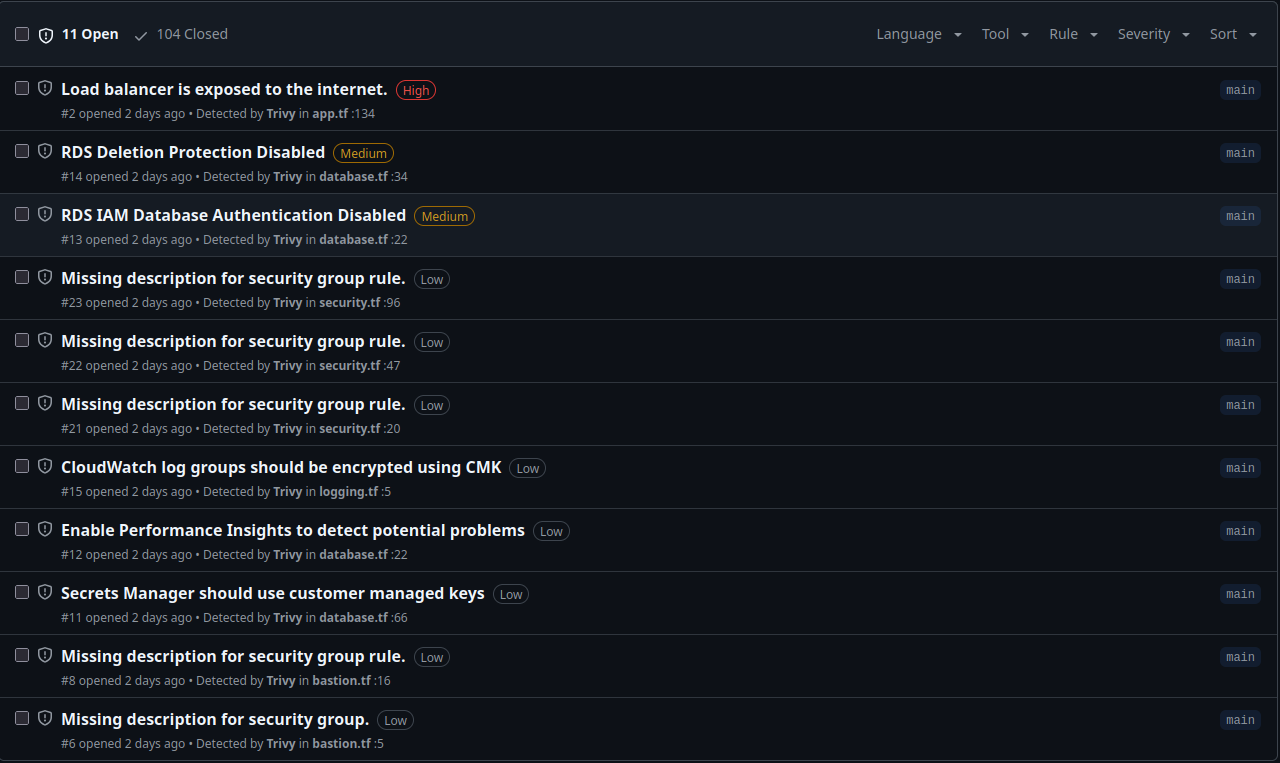 11 Open 104 Closed Language Tool Rule Severity Sort
Load balancer is exposed to the internet. High main
#2 opened 2 days ago • Detected by Trivy in app.tf :134
RDS Deletion Protection Disabled Medium main
#14 opened 2 days ago • Detected by Trivy in database.tf :34
RDS IAM Database Authentication Disabled Medium main
#13 opened 2 days ago • Detected by Trivy in database.tf :22
Missing description for security group rule. Low main
#23 opened 2 days ago • Detected by Trivy in security.tf :96
Missing description for security group rule. Low main
#22 opened 2 days ago • Detected by Trivy in security.tf :47
Missing description for security group rule. Low main
#21 opened 2 days ago • Detected by Trivy in security.tf :20
CloudWatch log groups should be encrypted using CMK Low main
#15 opened 2 days ago • Detected by Trivy in logging.tf :5
Enable Performance Insights to detect potential problems Low main
#12 opened 2 days ago • Detected by Trivy in database.tf :22
Secrets Manager should use customer managed keys Low main
#11 opened 2 days ago • Detected by Trivy in database.tf :66
Missing description for security group rule. Low main
#8 opened 2 days ago • Detected by Trivy in bastion.tf :16
Missing description for security group. Low main
#6 opened 2 days ago • Detected by Trivy in bastion.tf :5